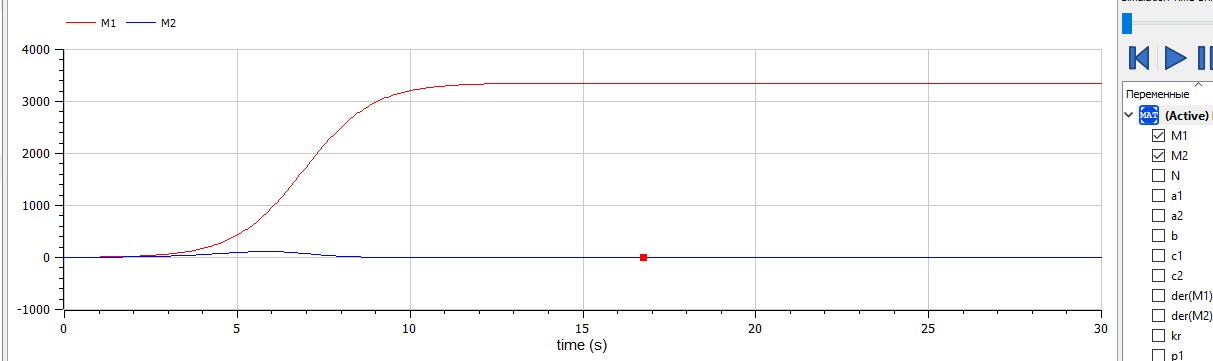 M1 M2
4000
3000
2000
1000
0
-1000
0 5 10 15 20 25 30
time (s)
Переменные
MAT (Active)
M1
M2
N
a1
a2
b
c1
c2
der(M1)
der(M2)
kr
p1